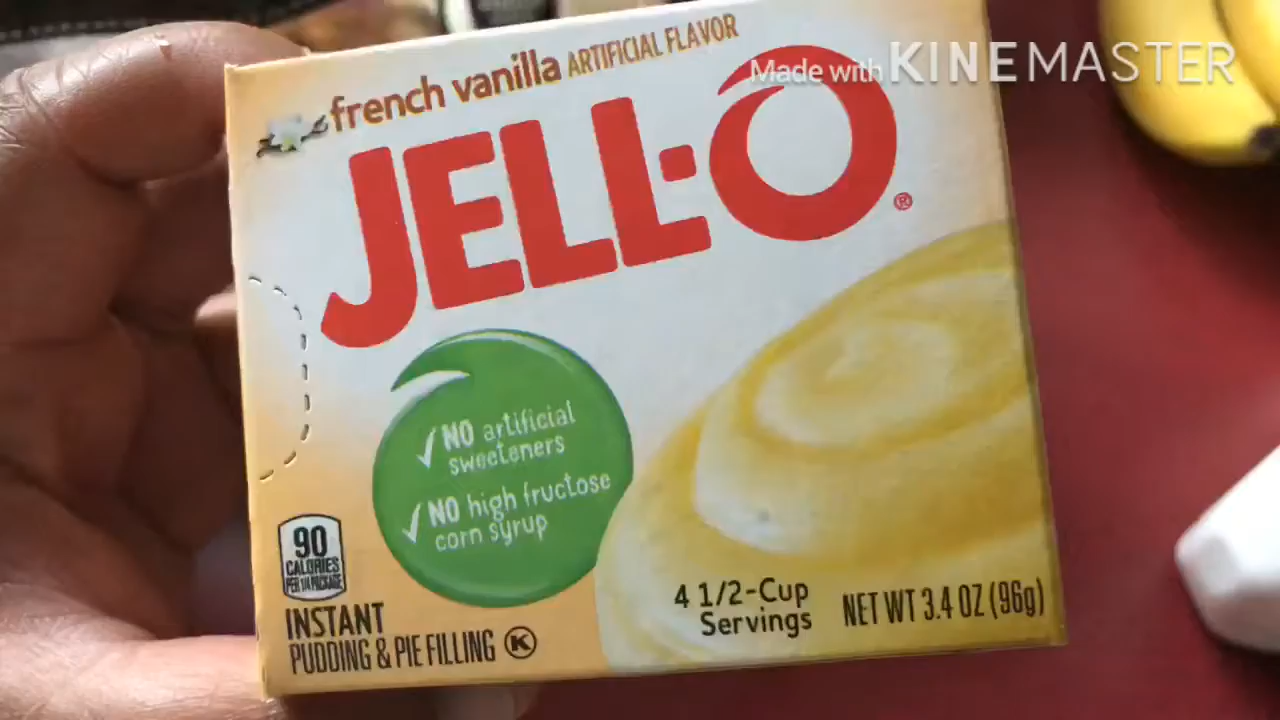 Made with KINEMASTER
french vanilla ARTIFICIAL FLAVOR
JELL-O®
✓ NO artificial
sweeteners
✓ NO high fructose
corn syrup
90
CALORIES
PER 1/4 PACKAGE
INSTANT
PUDDING & PIE FILLING K
4 1/2-Cup
Servings
NET WT 3.4 OZ (96g)